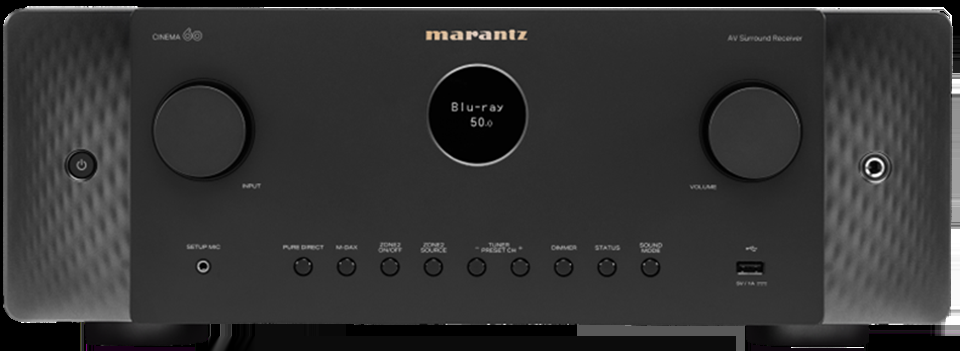 CINEMA 60
marantz
AV Surround Receiver
Blu-ray
50.0
INPUT
VOLUME
SETUP MIC
PURE DIRECT
M-DAX
ZONE2
ON/OFF
ZONE2
SOURCE
- TUNER +
PRESET CH
DIMMER
STATUS
SOUND
MODE
5V/1A